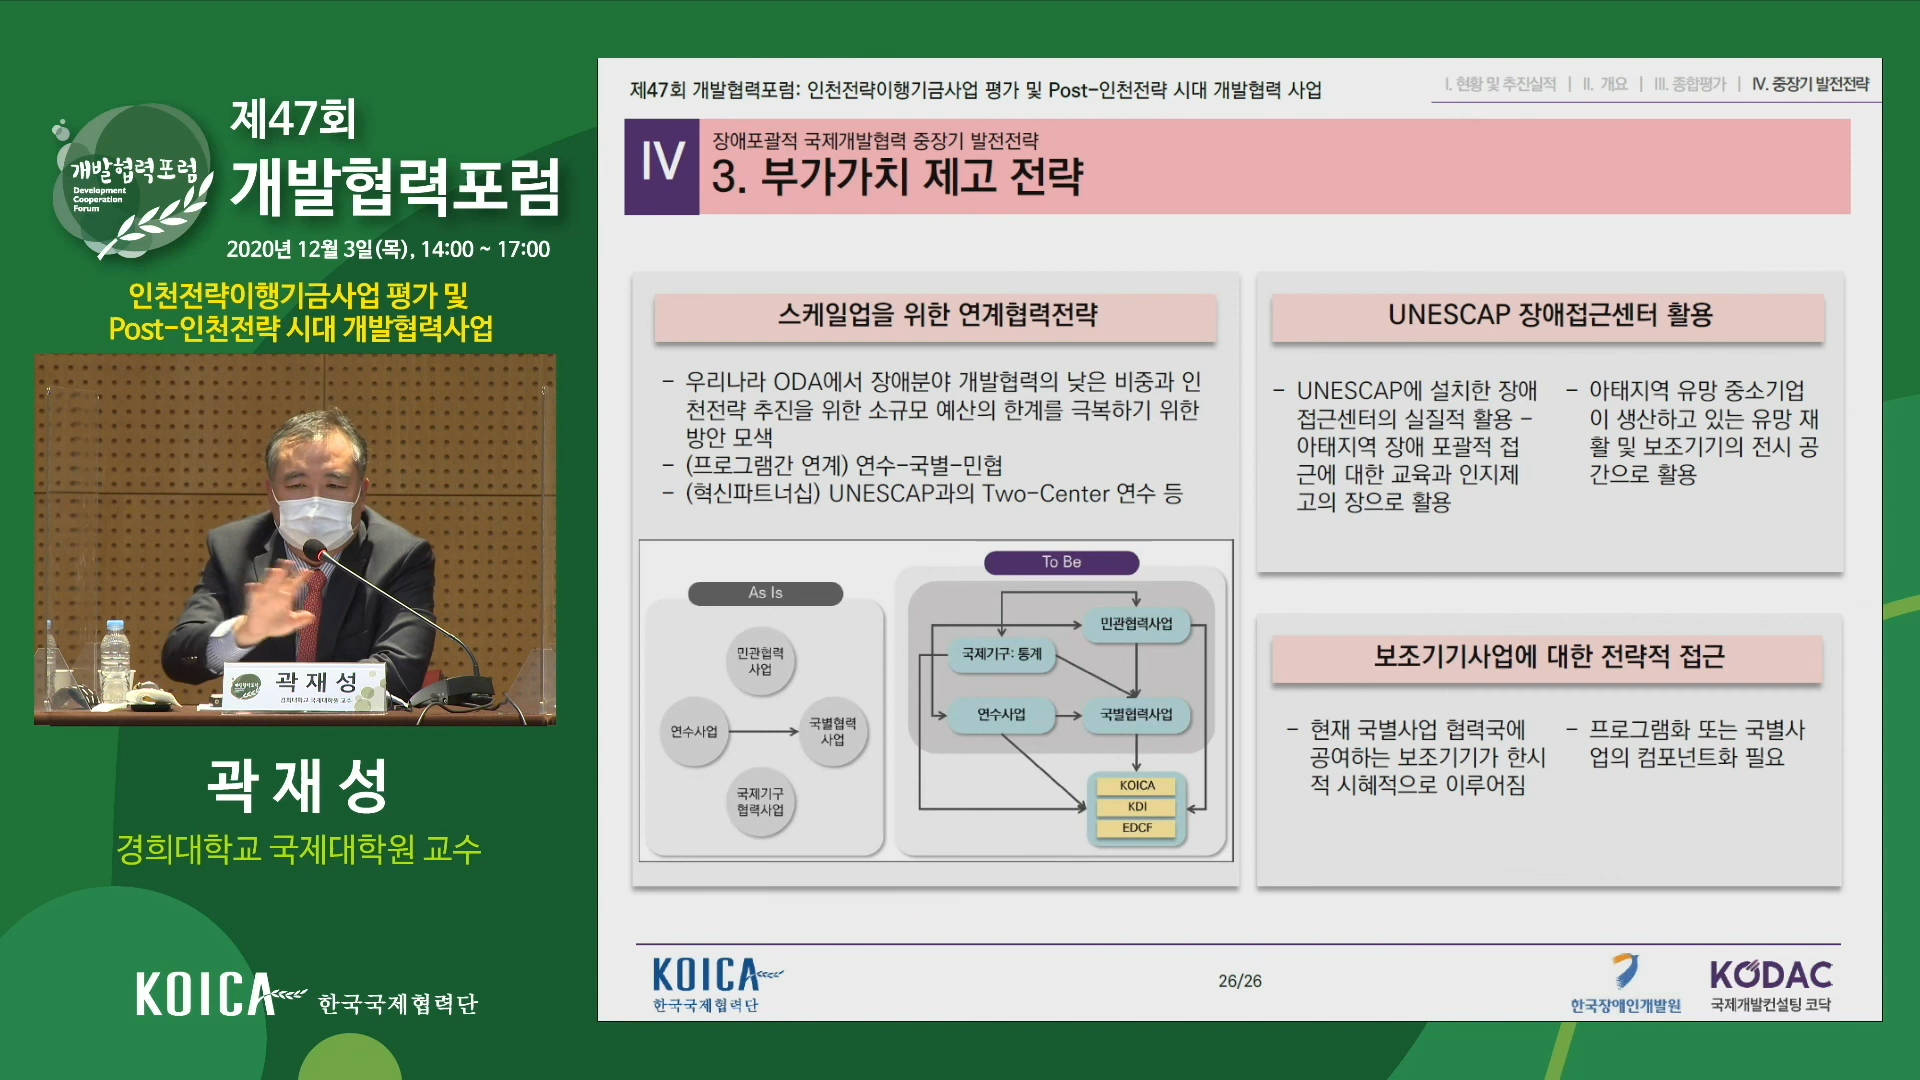 제47회
개발협력포럼
개발협력포럼
Development
Cooperation
Forum
2020년 12월 3일(목), 14:00 ~ 17:00
인천전략이행기금사업 평가 및
Post-인천전략 시대 개발협력사업
곽 재 성
경희대학교 국제대학원 교수
곽 재 성
경희대학교 국제대학원 교수
KOICA 한국국제협력단
제47회 개발협력포럼: 인천전략이행기금사업 평가 및 Post-인천전략 시대 개발협력 사업
I. 현황 및 추진실적 | II. 개요 | III. 종합평가 | IV. 중장기 발전전략
IV
장애포괄적 국제개발협력 중장기 발전전략
3. 부가가치 제고 전략
스케일업을 위한 연계협력전략
- 우리나라 ODA에서 장애분야 개발협력의 낮은 비중과 인
천전략 추진을 위한 소규모 예산의 한계를 극복하기 위한
방안 모색
- (프로그램간 연계) 연수-국별-민협
- (혁신파트너십) UNESCAP과의 Two-Center 연수 등
As Is
민관협력
사업
연수사업
국별협력
사업
국제기구
협력사업
To Be
민관협력사업
국제기구: 통계
연수사업
국별협력사업
KOICA
KDI
EDCF
UNESCAP 장애접근센터 활용
- UNESCAP에 설치한 장애
접근센터의 실질적 활용 -
아태지역 장애 포괄적 접
근에 대한 교육과 인지제
고의 장으로 활용
- 아태지역 유망 중소기업
이 생산하고 있는 유망 재
활 및 보조기기의 전시 공
간으로 활용
보조기기사업에 대한 전략적 접근
- 현재 국별사업 협력국에
공여하는 보조기기가 한시
적 시혜적으로 이루어짐
- 프로그램화 또는 국별사
업의 컴포넌트화 필요
KOICA
한국국제협력단
26/26
한국장애인개발원
KODAC
국제개발컨설팅 코닥